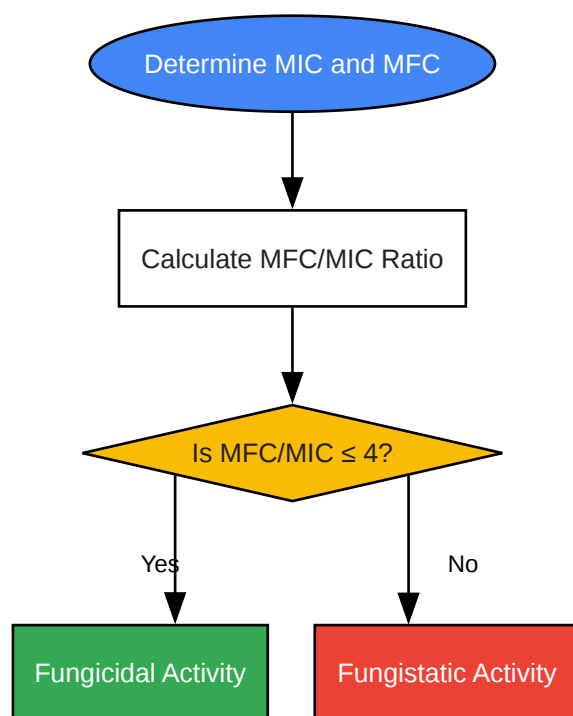 Determine MIC and MFC
Calculate MFC/MIC Ratio
Is MFC/MIC ≤ 4?
Yes
No
Fungicidal Activity
Fungistatic Activity